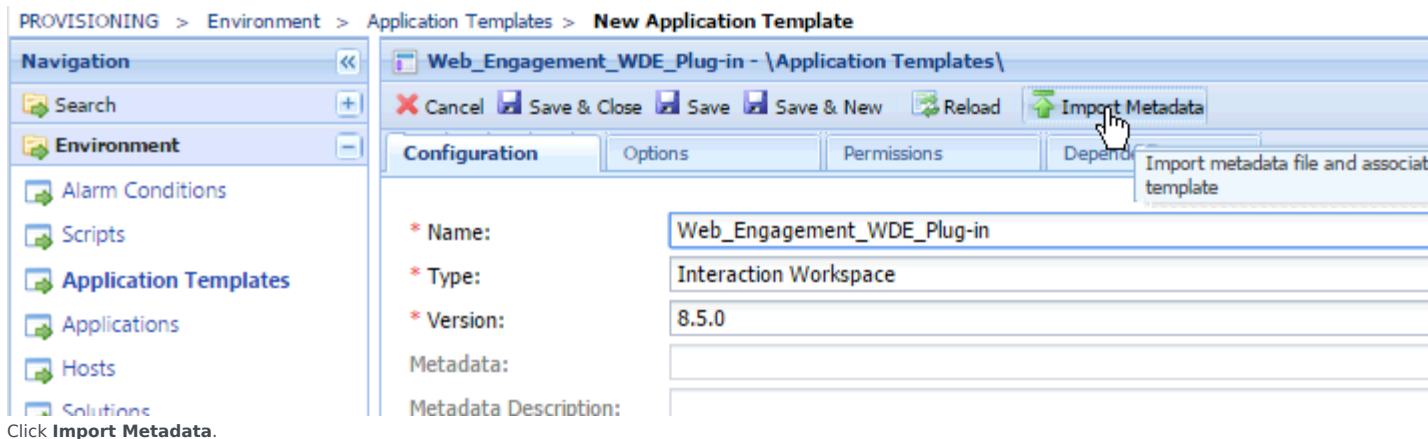 PROVISIONING > Environment > Application Templates > New Application Template
Navigation
Search
Environment
Alarm Conditions
Scripts
Application Templates
Applications
Hosts
Solutions
Web_Engagement_WDE_Plug-in - \Application Templates\
Cancel Save & Close Save Save & New Reload Import Metadata
Configuration Options Permissions
Import metadata file and associat
template
* Name: Web_Engagement_WDE_Plug-in
* Type: Interaction Workspace
* Version: 8.5.0
Metadata:
Metadata Description:
Click Import Metadata.